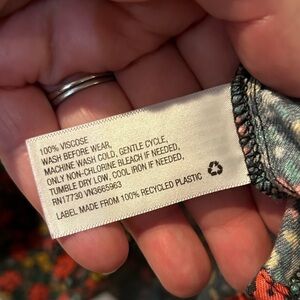 100% VISCOSE
WASH BEFORE WEAR,
MACHINE WASH COLD, GENTLE CYCLE,
ONLY NON-CHLORINE BLEACH IF NEEDED,
TUMBLE DRY LOW, COOL IRON IF NEEDED,
RN17730 VN3665963
LABEL MADE FROM 100% RECYCLED PLASTIC